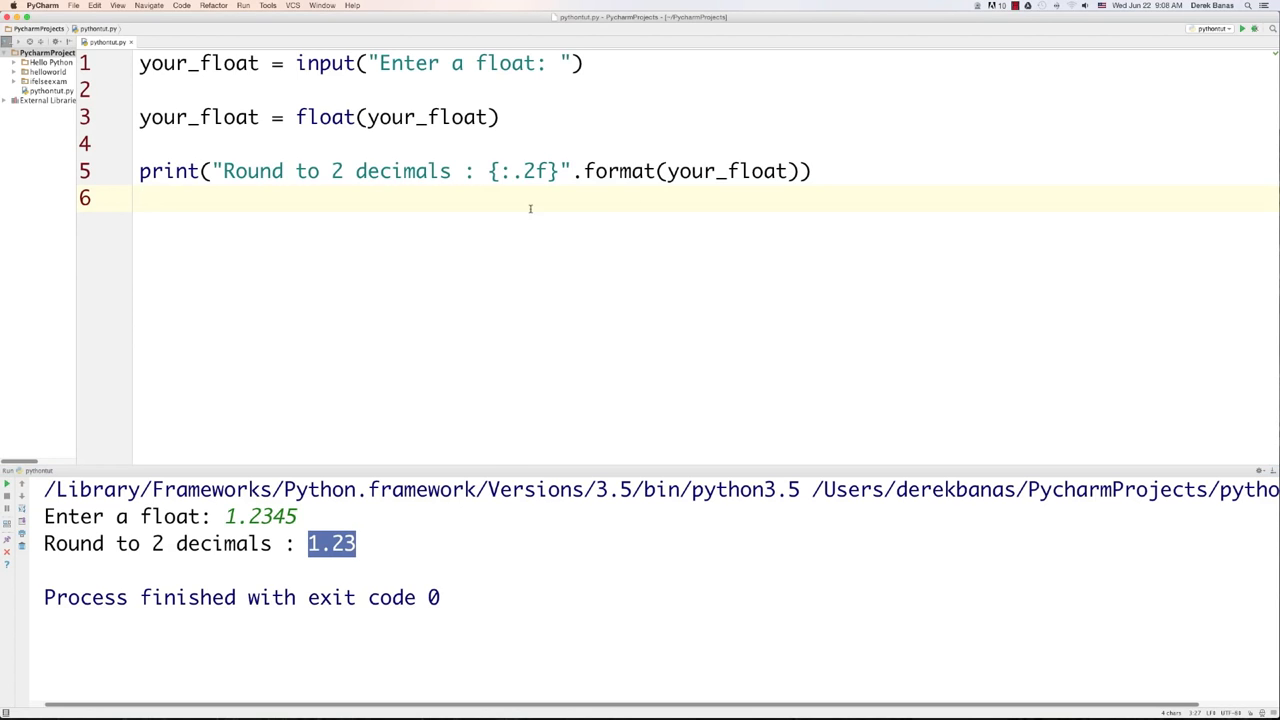 PyCharm File Edit View Navigate Code Refactor Run Tools VCS Window Help 10 Wed Jun 22 9:08 AM Derek Banas
pythontut.py - PycharmProjects - [~/PycharmProjects]
PycharmProjects pythontut.py pythontut
pythontut.py
PycharmProject
Hello Python
helloworld
ifelseexam
pythontut.py
External Librarie
1 your_float = input("Enter a float: ")
2
3 your_float = float(your_float)
4
5 print("Round to 2 decimals : {:.2f}".format(your_float))
6
Run pythontut
/Library/Frameworks/Python.framework/Versions/3.5/bin/python3.5 /Users/derekbanas/PycharmProjects/pytho
Enter a float: 1.2345
Round to 2 decimals : 1.23
Process finished with exit code 0
4 chars 3:27 LF÷ UTF-8÷